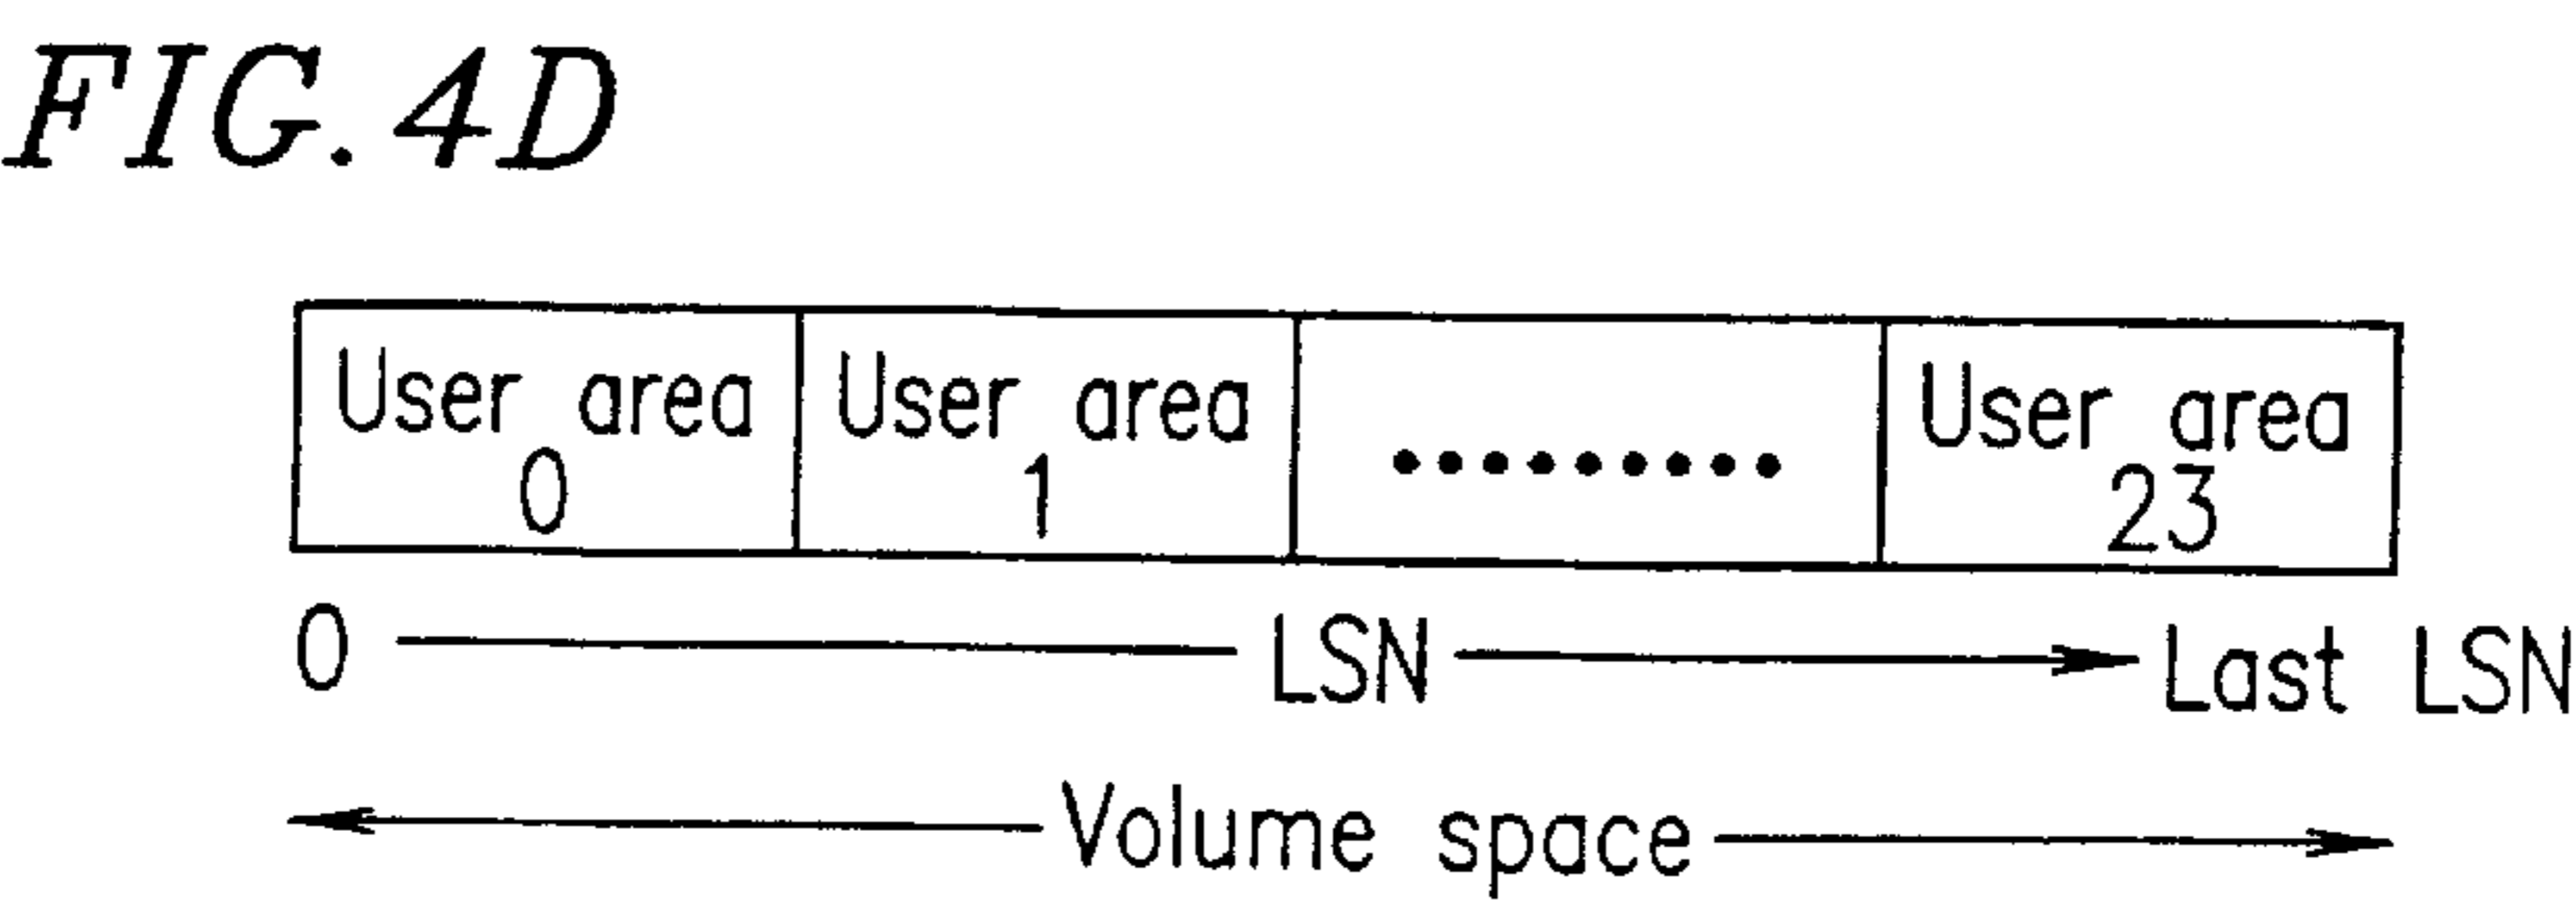 FIG. 4D
User area 0
User area 1
.........
User area 23
0 LSN Last LSN
Volume space